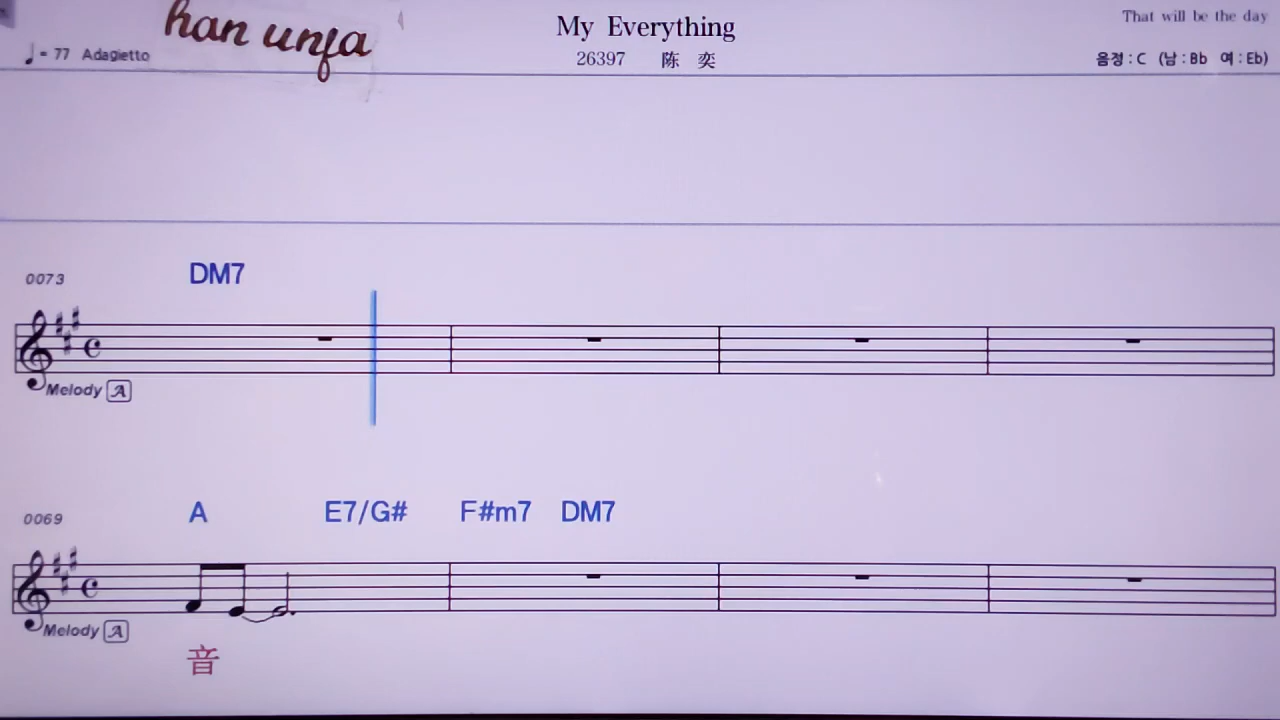 han unfa
My Everything
That will be the day
♩= 77 Adagietto
26397 陈 奕
음정 : C (남 : Bb 여 : Eb)
0073
DM7
Melody A
0069
A E7/G# F#m7 DM7
Melody A
音